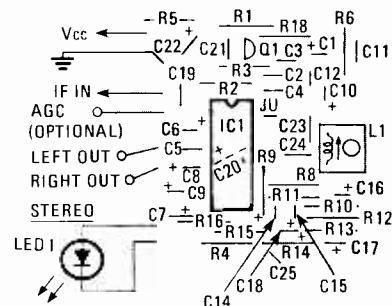 R5 R1 R6
Vcc R18
C22 C21 Q1 C3 C1 C11
C19 R3 C2 C12
IF IN R2 C4 C10
AGC JU
(OPTIONAL) C6 IC1 C23 L1
LEFT OUT C5 C24
RIGHT OUT C8 C20* R9 R8
C9 R11 C16
STEREO C7 R16 R10 R12
LED1 R15 R13
R4 R14 C17
C25
C14 C18 C15